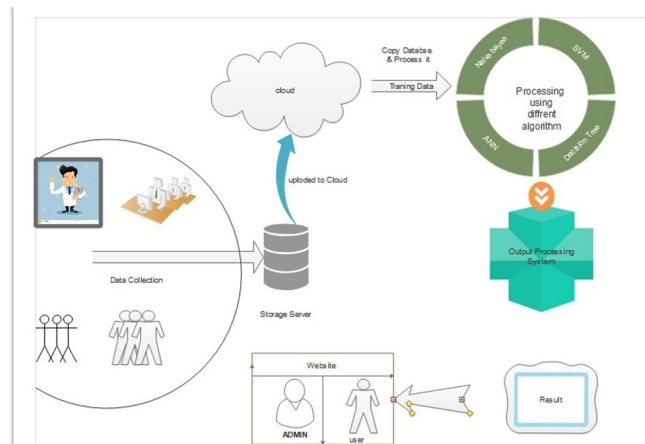 Copy Databse
& Process it
Traning Data
cloud
Naive bayes
SVM
ANN
Decition Tree
Processing
using
diffrent
algorithm
uploded to Cloud
Output Processing
System
Data Collection
Storage Server
Website
ADMIN
user
Result